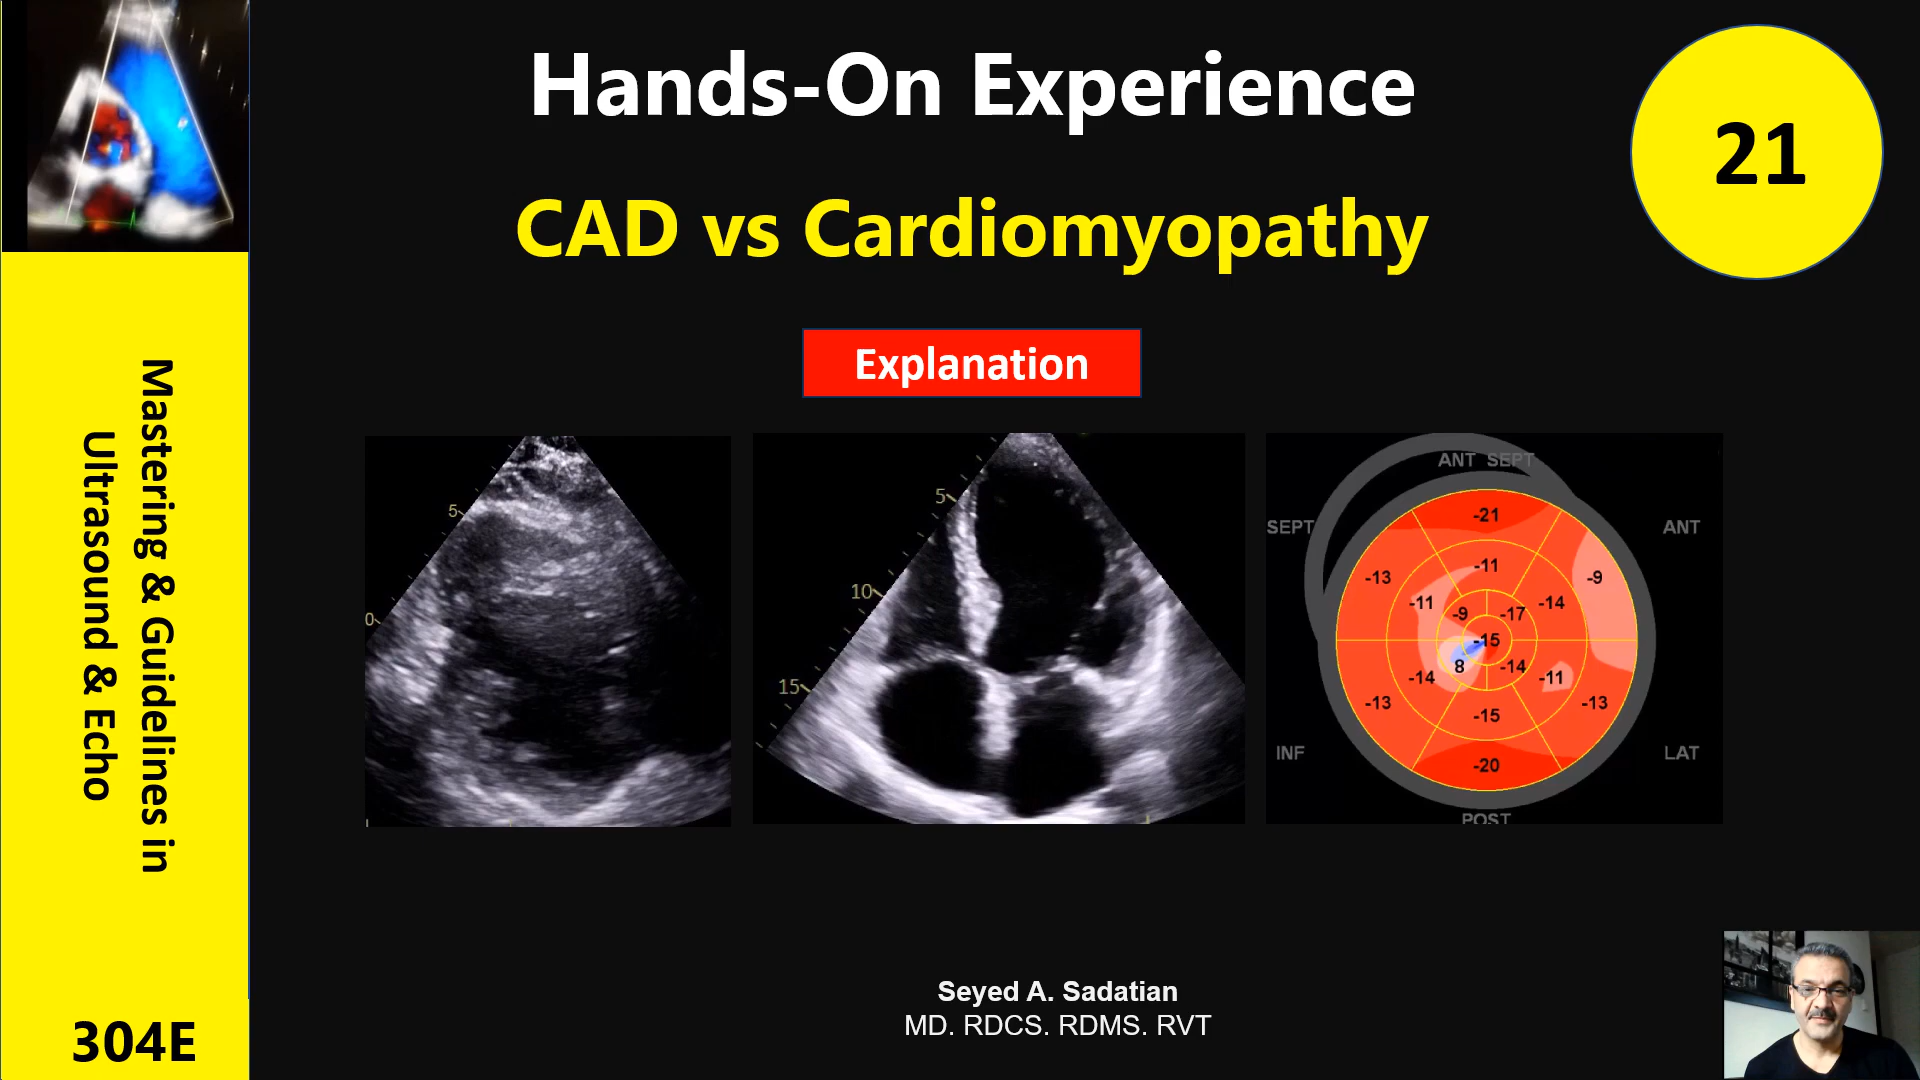 Hands-On Experience
21
CAD vs Cardiomyopathy
Explanation
Mastering & Guidelines in
Ultrasound & Echo
304E
5
0
5
10
15
ANT SEPT
SEPT
ANT
-21
-11
-13
-9
-11
-14
-9
-17
-15
8
-14
-14
-11
-13
-13
-15
-20
INF
LAT
POST
Seyed A. Sadatian
MD. RDCS. RDMS. RVT